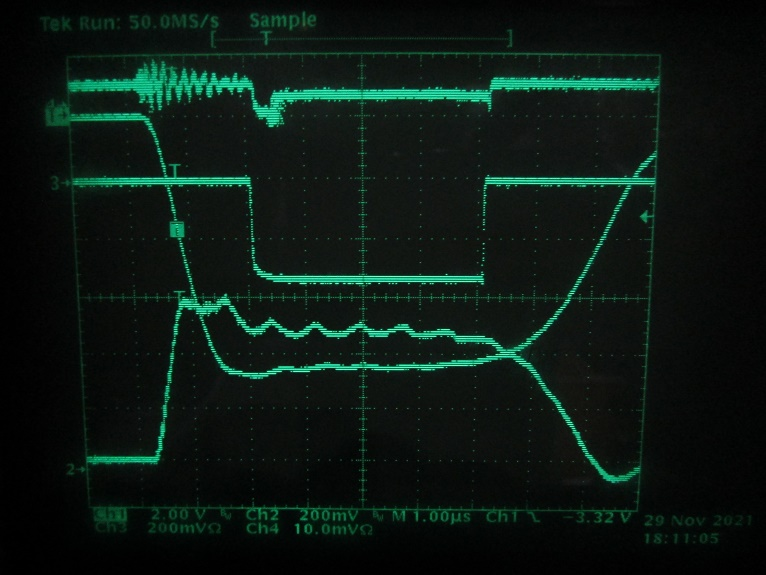 Tek Run: 50.0MS/s Sample
[ T ]
T
3→
T
2→
Ch1 2.00 V Ch2 200mV M 1.00µs Ch1 -3.32 V
Ch3 200mVΩ Ch4 10.0mVΩ
29 Nov 2021
18:11:05